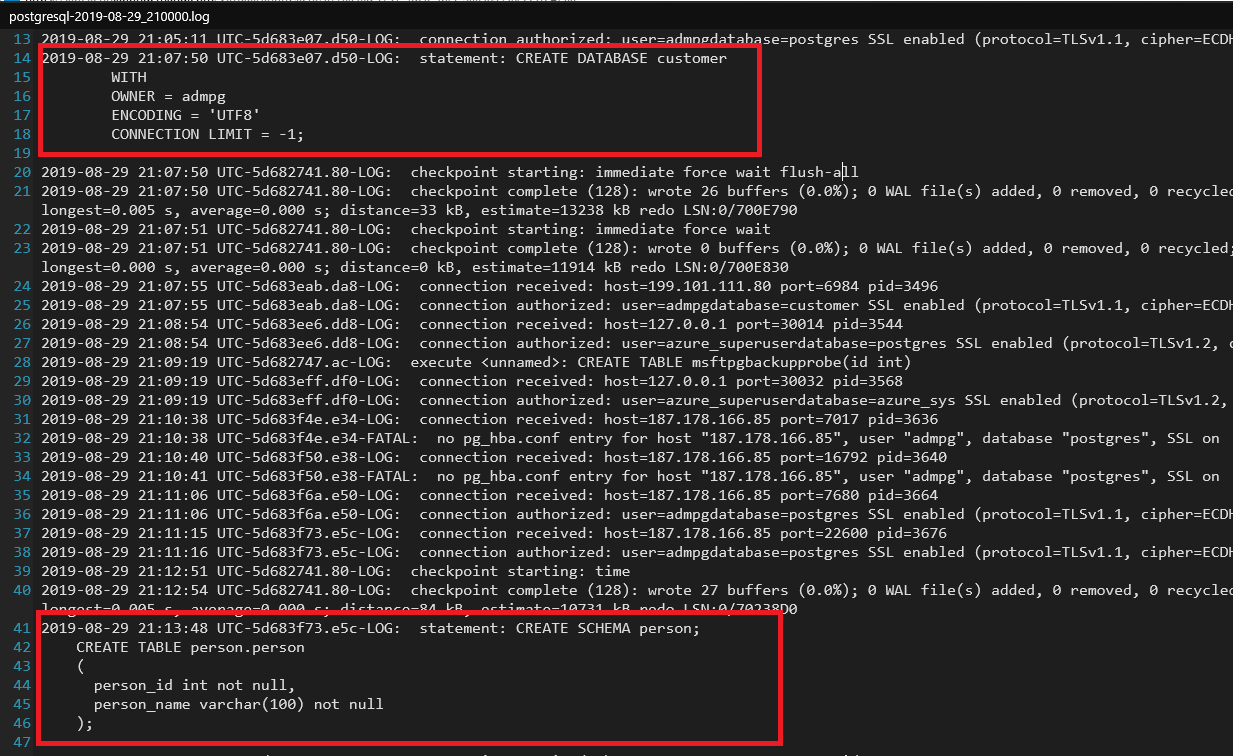 postgresql-2019-08-29_210000.log
13 2019-08-29 21:05:11 UTC-5d683e07.d50-LOG:  connection authorized: user=admpgdatabase=postgres SSL enabled (protocol=TLSv1.1, cipher=ECDH
14 2019-08-29 21:07:50 UTC-5d683e07.d50-LOG:  statement: CREATE DATABASE customer
15 WITH
16 OWNER = admpg
17 ENCODING = 'UTF8'
18 CONNECTION LIMIT = -1;
19
20 2019-08-29 21:07:50 UTC-5d682741.80-LOG:  checkpoint starting: immediate force wait flush-all
21 2019-08-29 21:07:50 UTC-5d682741.80-LOG:  checkpoint complete (128): wrote 26 buffers (0.0%); 0 WAL file(s) added, 0 removed, 0 recycled
longest=0.005 s, average=0.000 s; distance=33 kB, estimate=13238 kB redo LSN:0/700E790
22 2019-08-29 21:07:51 UTC-5d682741.80-LOG:  checkpoint starting: immediate force wait
23 2019-08-29 21:07:51 UTC-5d682741.80-LOG:  checkpoint complete (128): wrote 0 buffers (0.0%); 0 WAL file(s) added, 0 removed, 0 recycled;
longest=0.000 s, average=0.000 s; distance=0 kB, estimate=11914 kB redo LSN:0/700E830
24 2019-08-29 21:07:55 UTC-5d683eab.da8-LOG:  connection received: host=199.101.111.80 port=6984 pid=3496
25 2019-08-29 21:07:55 UTC-5d683eab.da8-LOG:  connection authorized: user=admpgdatabase=customer SSL enabled (protocol=TLSv1.1, cipher=ECDH
26 2019-08-29 21:08:54 UTC-5d683ee6.dd8-LOG:  connection received: host=127.0.0.1 port=30014 pid=3544
27 2019-08-29 21:08:54 UTC-5d683ee6.dd8-LOG:  connection authorized: user=azure_superuserdatabase=postgres SSL enabled (protocol=TLSv1.2, c
28 2019-08-29 21:09:19 UTC-5d682747.ac-LOG:  execute <unnamed>: CREATE TABLE msftpgbackupprobe(id int)
29 2019-08-29 21:09:19 UTC-5d683eff.df0-LOG:  connection received: host=127.0.0.1 port=30032 pid=3568
30 2019-08-29 21:09:19 UTC-5d683eff.df0-LOG:  connection authorized: user=azure_superuserdatabase=azure_sys SSL enabled (protocol=TLSv1.2,
31 2019-08-29 21:10:38 UTC-5d683f4e.e34-LOG:  connection received: host=187.178.166.85 port=7017 pid=3636
32 2019-08-29 21:10:38 UTC-5d683f4e.e34-FATAL:  no pg_hba.conf entry for host "187.178.166.85", user "admpg", database "postgres", SSL on
33 2019-08-29 21:10:40 UTC-5d683f50.e38-LOG:  connection received: host=187.178.166.85 port=16792 pid=3640
34 2019-08-29 21:10:41 UTC-5d683f50.e38-FATAL:  no pg_hba.conf entry for host "187.178.166.85", user "admpg", database "postgres", SSL on
35 2019-08-29 21:11:06 UTC-5d683f6a.e50-LOG:  connection received: host=187.178.166.85 port=7680 pid=3664
36 2019-08-29 21:11:06 UTC-5d683f6a.e50-LOG:  connection authorized: user=admpgdatabase=postgres SSL enabled (protocol=TLSv1.1, cipher=ECDH
37 2019-08-29 21:11:15 UTC-5d683f73.e5c-LOG:  connection received: host=187.178.166.85 port=22600 pid=3676
38 2019-08-29 21:11:16 UTC-5d683f73.e5c-LOG:  connection authorized: user=admpgdatabase=postgres SSL enabled (protocol=TLSv1.1, cipher=ECDH
39 2019-08-29 21:12:51 UTC-5d682741.80-LOG:  checkpoint starting: time
40 2019-08-29 21:12:54 UTC-5d682741.80-LOG:  checkpoint complete (128): wrote 27 buffers (0.0%); 0 WAL file(s) added, 0 removed, 0 recycled
longest=0.005 s, average=0.000 s; distance=84 kB, estimate=10731 kB redo LSN:0/70238D0
41 2019-08-29 21:13:48 UTC-5d683f73.e5c-LOG:  statement: CREATE SCHEMA person;
42 CREATE TABLE person.person
43 (
44 person_id int not null,
45 person_name varchar(100) not null
46 );
47